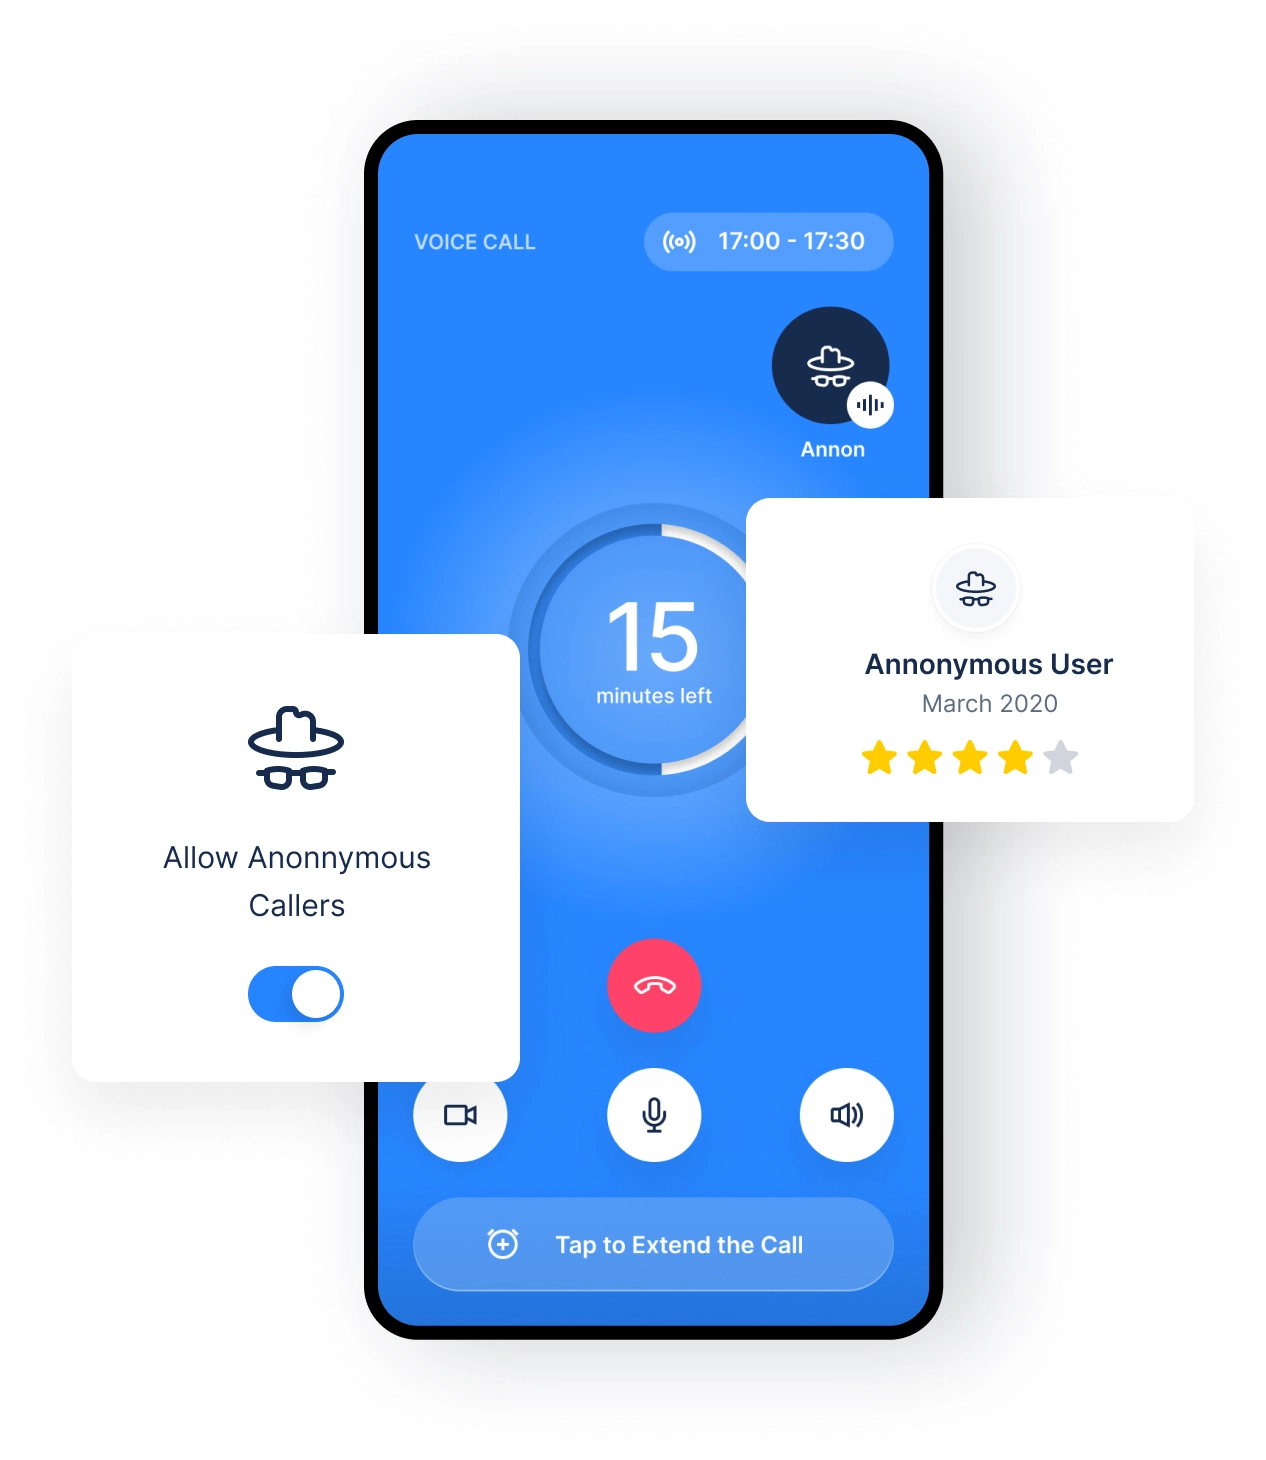 VOICE CALL
17:00 - 17:30
Annon
15
minutes left
Annonymous User
March 2020
Allow Anonnymous
Callers
Tap to Extend the Call